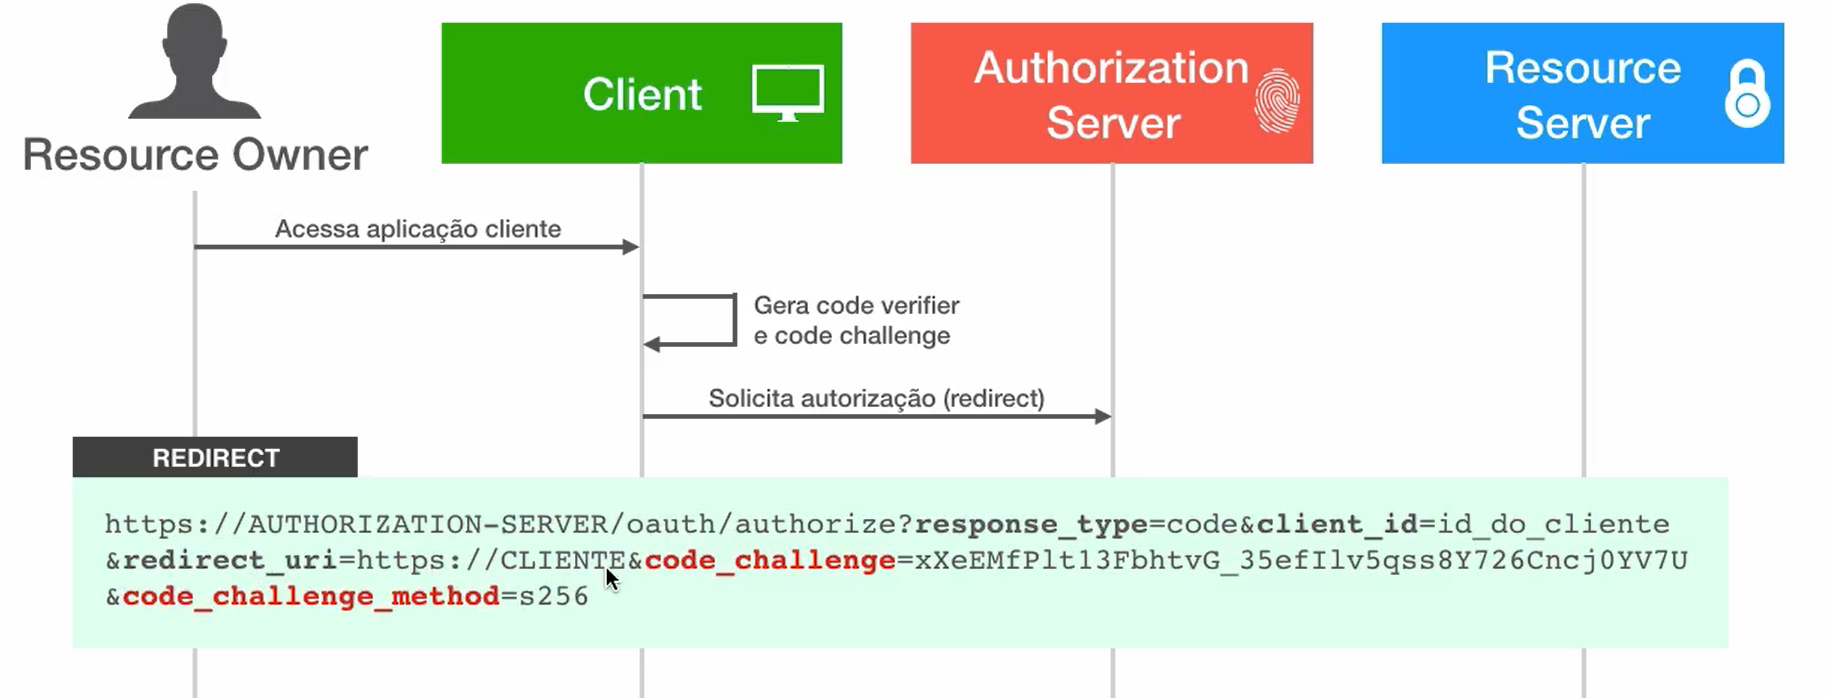 Resource Owner
Client
Authorization
Server
Resource
Server
Acessa aplicação cliente
Gera code verifier
e code challenge
Solicita autorização (redirect)
REDIRECT
https://AUTHORIZATION-SERVER/oauth/authorize?response_type=code&client_id=id_do_cliente
&redirect_uri=https://CLIENTE&code_challenge=xXeEMfPlt13FbhtvG_35efIlv5qss8Y726Cncj0YV7U
&code_challenge_method=s256